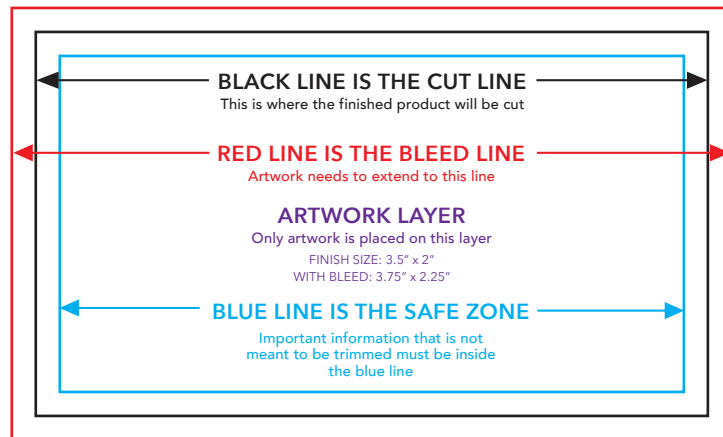 BLACK LINE IS THE CUT LINE
This is where the finished product will be cut
RED LINE IS THE BLEED LINE
Artwork needs to extend to this line
ARTWORK LAYER
Only artwork is placed on this layer
FINISH SIZE: 3.5" x 2"
WITH BLEED: 3.75" x 2.25"
BLUE LINE IS THE SAFE ZONE
Important information that is not
meant to be trimmed must be inside
the blue line